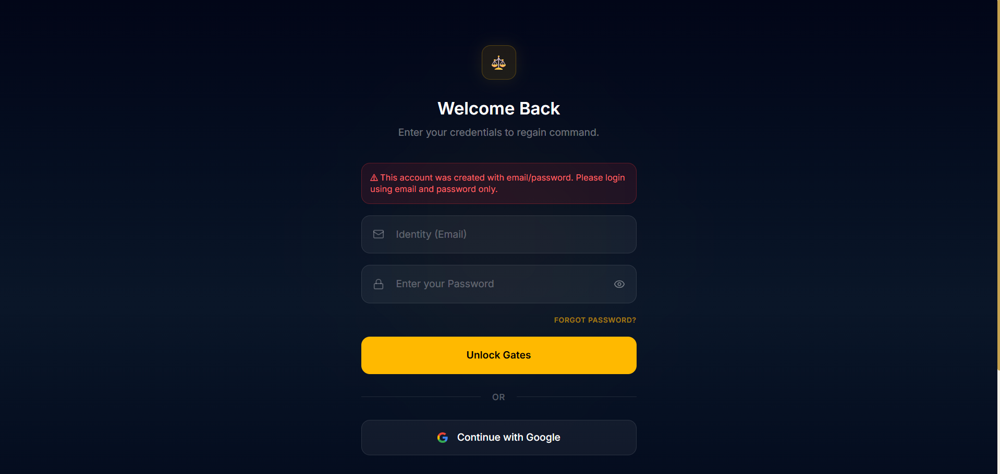 Welcome Back
Enter your credentials to regain command.
⚠ This account was created with email/password. Please login
using email and password only.
Identity (Email)
Enter your Password
FORGOT PASSWORD?
Unlock Gates
OR
Continue with Google